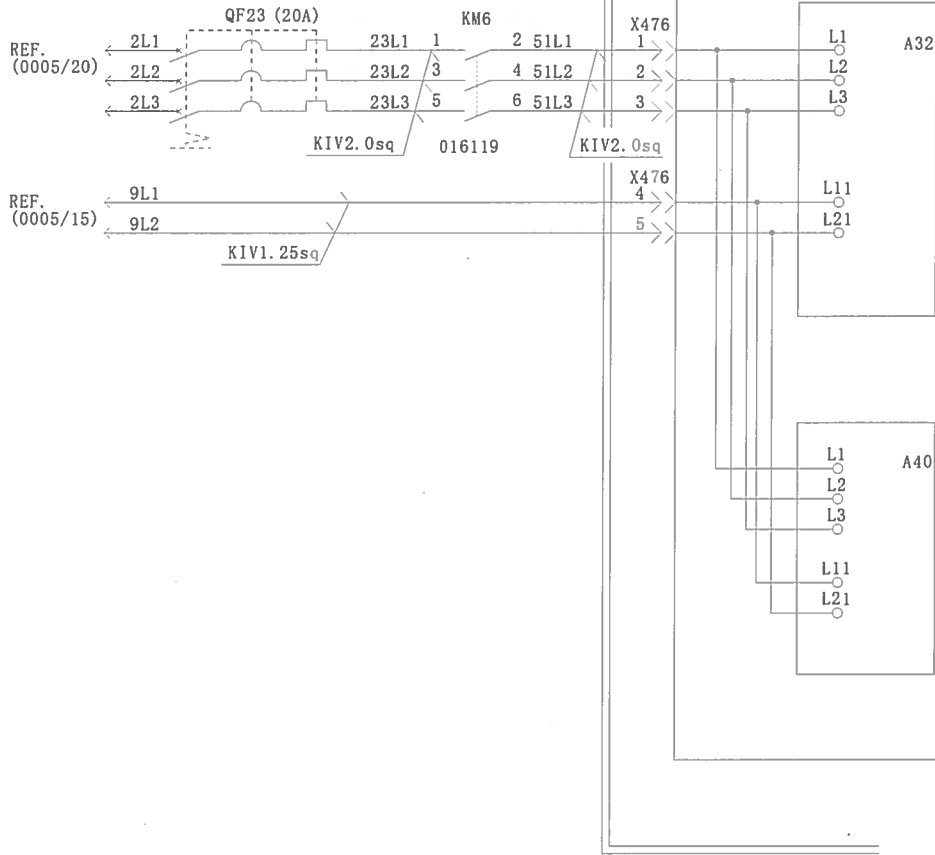 QF23 (20A)
KM6
X476
REF.
(0005/20)
2L1 23L1 1 2 51L1 1
2L2 23L2 3 4 51L2 2
2L3 23L3 5 6 51L3 3
KIV2.0sq 016119 KIV2.0sq
L1
L2
L3
A32
X476
REF.
(0005/15)
9L1 4
9L2 5
KIV1.25sq
L11
L21
L1
L2
L3
A40
L11
L21